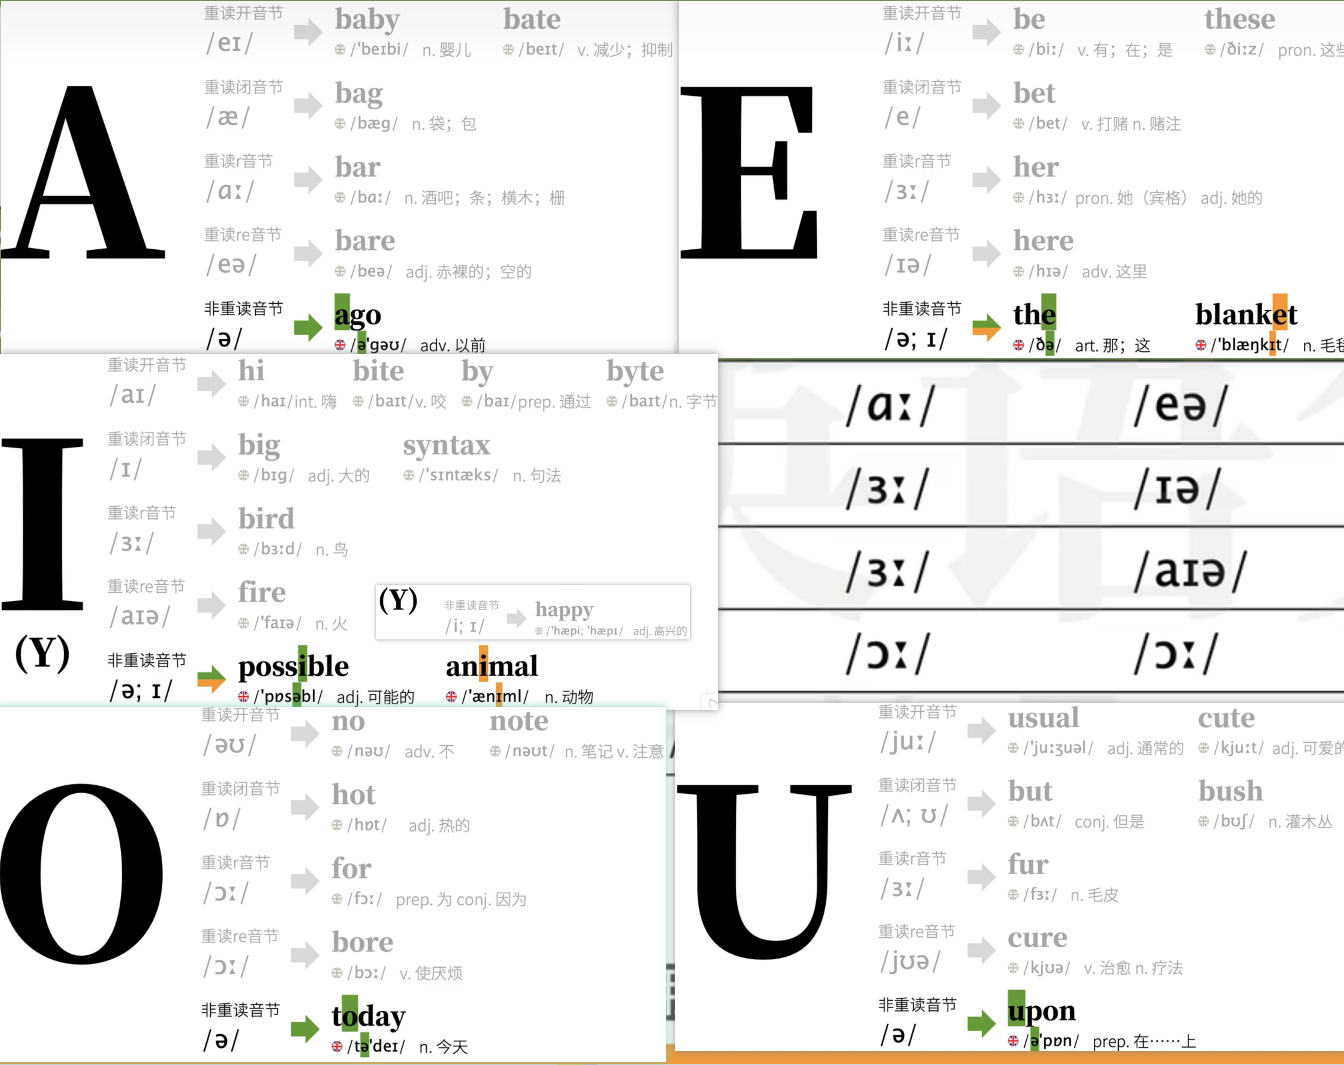 A
重读开音节
/eɪ/
baby bate
/ˈbeɪbi/ n. 婴儿 /beɪt/ v. 减少；抑制
重读闭音节
/æ/
bag
/bæg/ n. 袋；包
重读r音节
/ɑː/
bar
/bɑː/ n. 酒吧；条；横木；栅
重读re音节
/eə/
bare
/beə/ adj. 赤裸的；空的
非重读音节
/ə/
ago
/əˈgəʊ/ adv. 以前
E
重读开音节
/iː/
be these
/biː/ v. 有；在；是 /ðiːz/ pron. 这些
重读闭音节
/e/
bet
/bet/ v. 打赌 n. 赌注
重读r音节
/ɜː/
her
/hɜː/ pron. 她（宾格） adj. 她的
重读re音节
/ɪə/
here
/hɪə/ adv. 这里
非重读音节
/ə; ɪ/
the blanket
/ðə/ art. 那；这 /ˈblæŋkɪt/ n. 毛毯
I
(Y)
重读开音节
/aɪ/
hi bite by byte
/haɪ/ int. 嗨 /baɪt/ v. 咬 /baɪ/ prep. 通过 /baɪt/ n. 字节
重读闭音节
/ɪ/
big syntax
/bɪg/ adj. 大的 /ˈsɪntæks/ n. 句法
重读r音节
/ɜː/
bird
/bɜːd/ n. 鸟
重读re音节
/aɪə/
fire
/ˈfaɪə/ n. 火
(Y)
非重读音节
/i; ɪ/
happy
/ˈhæpi; ˈhæpɪ/ adj. 高兴的
非重读音节
/ə; ɪ/
possible animal
/ˈpɒsəbl/ adj. 可能的 /ˈænɪml/ n. 动物
/ɑː/ /eə/
/ɜː/ /ɪə/
/ɜː/ /aɪə/
/ɔː/ /ɔː/
语
O
重读开音节
/əʊ/
no note
/nəʊ/ adv. 不 /nəʊt/ n. 笔记 v. 注意
重读闭音节
/ɒ/
hot
/hɒt/ adj. 热的
重读r音节
/ɔː/
for
/fɔː/ prep. 为 conj. 因为
重读re音节
/ɔː/
bore
/bɔː/ v. 使厌烦
非重读音节
/ə/
today
/təˈdeɪ/ n. 今天
U
重读开音节
/juː/
usual cute
/ˈjuːʒuəl/ adj. 通常的 /kjuːt/ adj. 可爱的
重读闭音节
/ʌ; ʊ/
but bush
/bʌt/ conj. 但是 /bʊʃ/ n. 灌木丛
重读r音节
/ɜː/
fur
/fɜː/ n. 毛皮
重读re音节
/jʊə/
cure
/kjʊə/ v. 治愈 n. 疗法
非重读音节
/ə/
upon
/əˈpɒn/ prep. 在……上